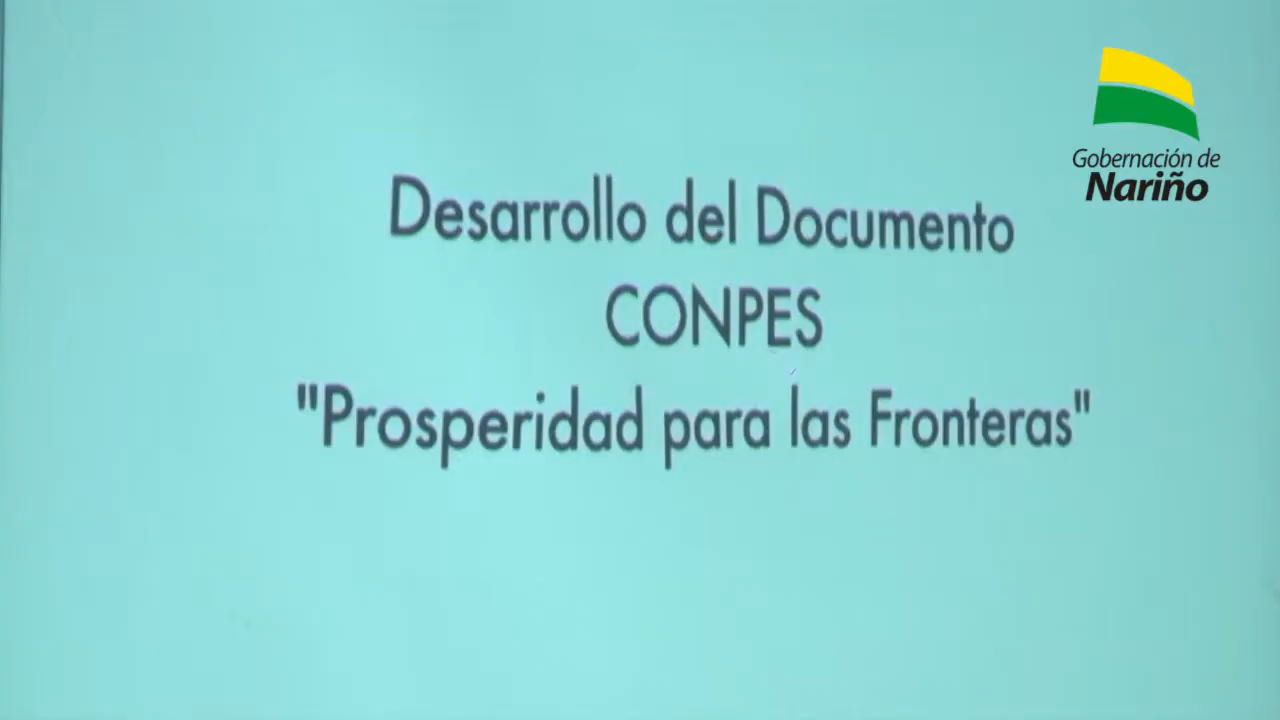 Gobernación de
Nariño
Desarrollo del Documento
CONPES
"Prosperidad para las Fronteras"